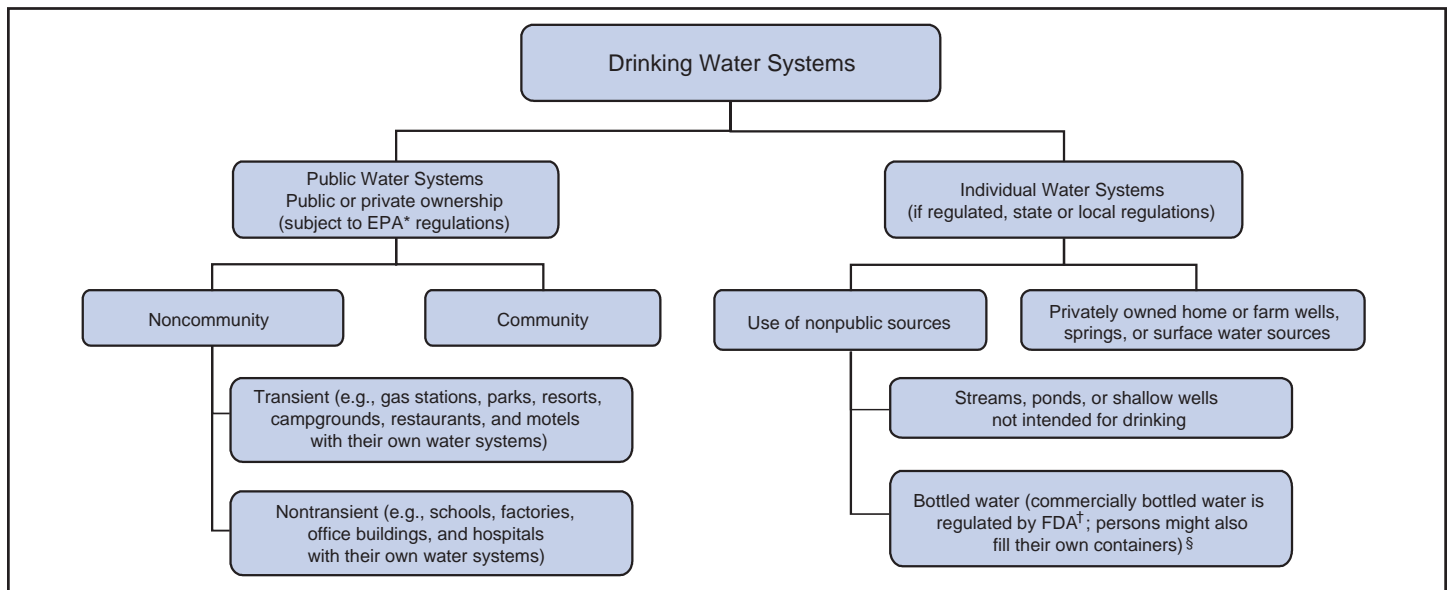 Drinking Water Systems
Public Water Systems
Public or private ownership
(subject to EPA* regulations)
Individual Water Systems
(if regulated, state or local regulations)
Noncommunity
Community
Use of nonpublic sources
Privately owned home or farm wells,
springs, or surface water sources
Transient (e.g., gas stations, parks, resorts,
campgrounds, restaurants, and motels
with their own water systems)
Nontransient (e.g., schools, factories,
office buildings, and hospitals
with their own water systems)
Streams, ponds, or shallow wells
not intended for drinking
Bottled water (commercially bottled water is
regulated by FDA†; persons might also
fill their own containers)§